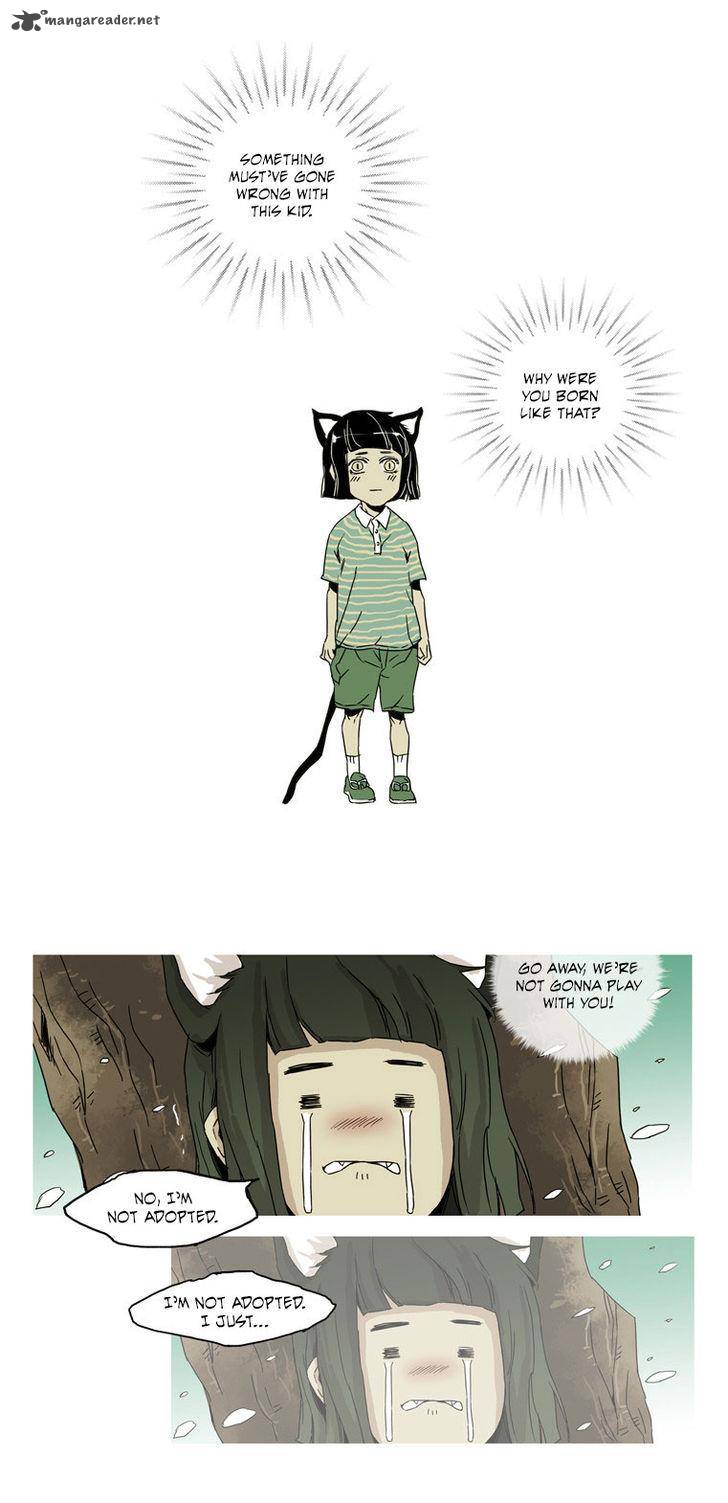 mangareader.net
SOMETHING
MUST'VE GONE
WRONG WITH
THIS KID.
WHY WERE
YOU BORN
LIKE THAT?
GO AWAY, WE'RE
NOT GONNA PLAY
WITH YOU!
NO, I'M
NOT ADOPTED.
I'M NOT ADOPTED.
I JUST...